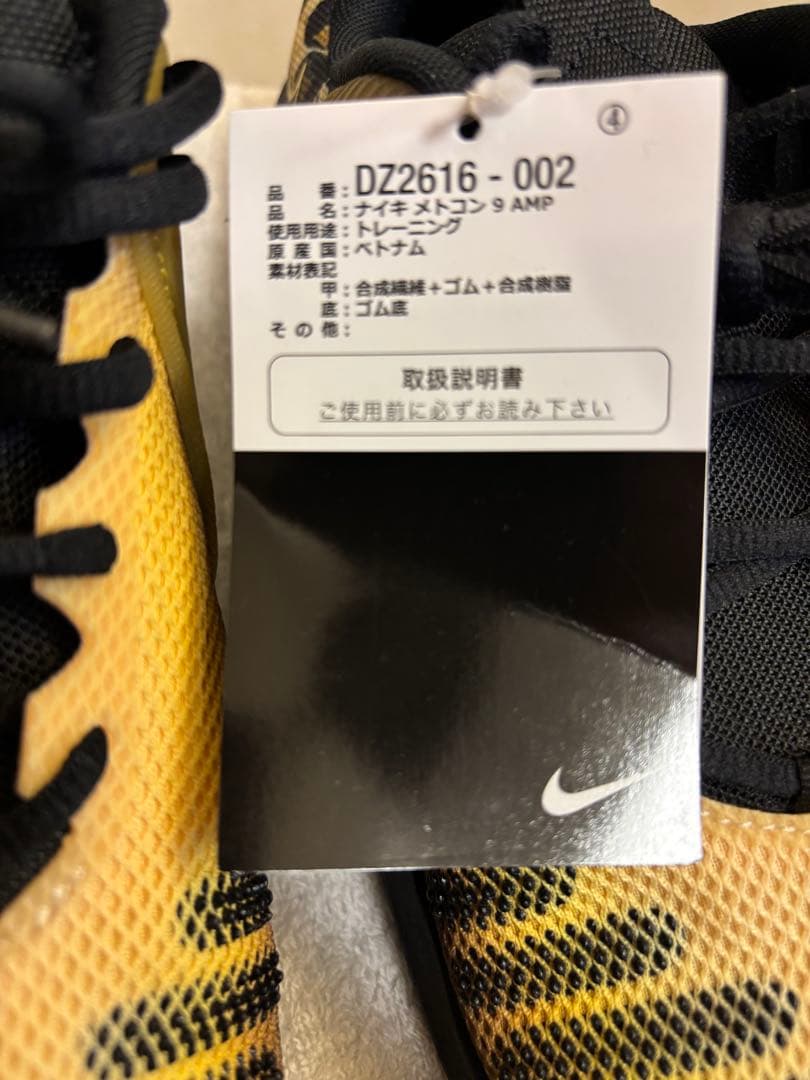 ④
品 番：DZ2616 - 002
品 名：ナイキ メトコン 9 AMP
使用用途：トレーニング
原 産 国：ベトナム
素材表記
甲：合成繊維＋ゴム＋合成樹脂
底：ゴム底
そ の 他：
取扱説明書
ご使用前に必ずお読み下さい